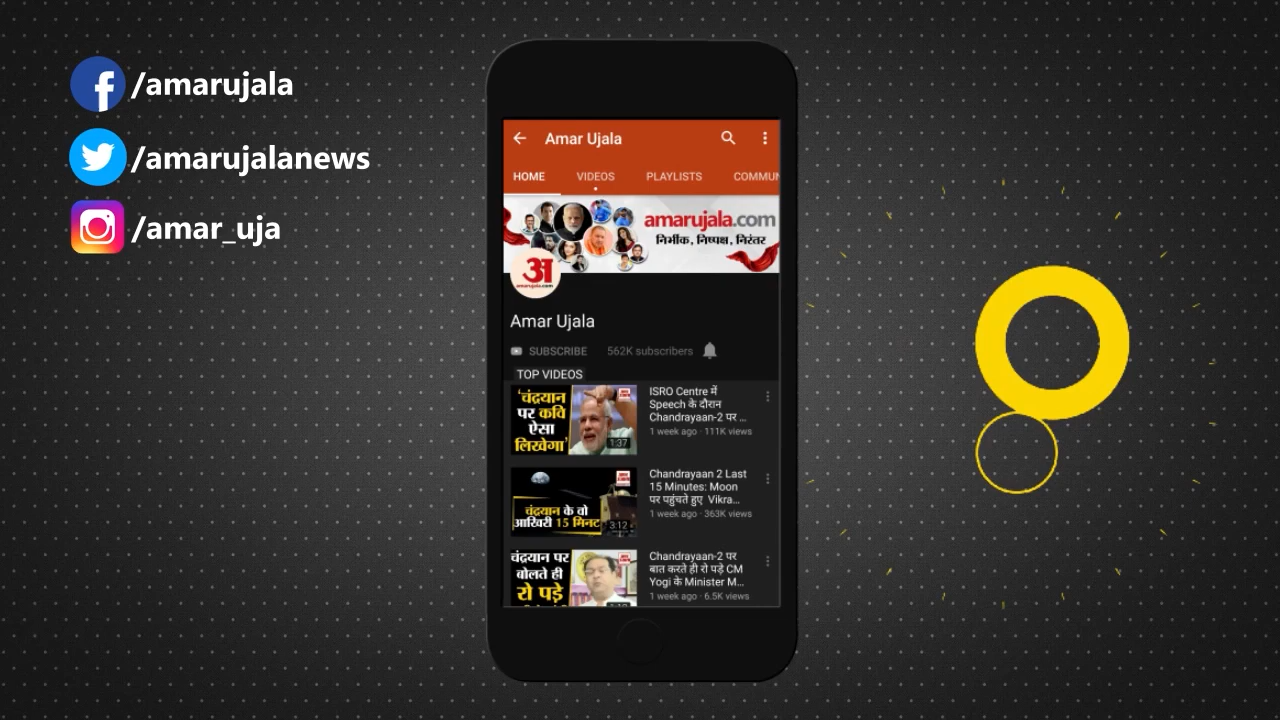 /amarujala
/amarujalanews
/amar_uja
Amar Ujala
HOME VIDEOS PLAYLISTS COMMUN
amarujala.com
निर्भीक, निष्पक्ष, निरंतर
अ
amarujala.com
Amar Ujala
SUBSCRIBE 562K subscribers
TOP VIDEOS
'चंद्रयान
पर कवि
ऐसा
लिखेगा'
1:37
ISRO Centre में
Speech के दौरान
Chandrayaan-2 पर ...
1 week ago · 111K views
चंद्रयान के वो
आखिरी 15 मिनट
3:12
Chandrayaan 2 Last
15 Minutes: Moon
पर पहुंचते हुए Vikra...
1 week ago · 363K views
चंद्रयान पर
बोलते ही
रो पड़े
Chandrayaan-2 पर
बात करते ही रो पड़े CM
Yogi के Minister M...
1 week ago · 6.5K views